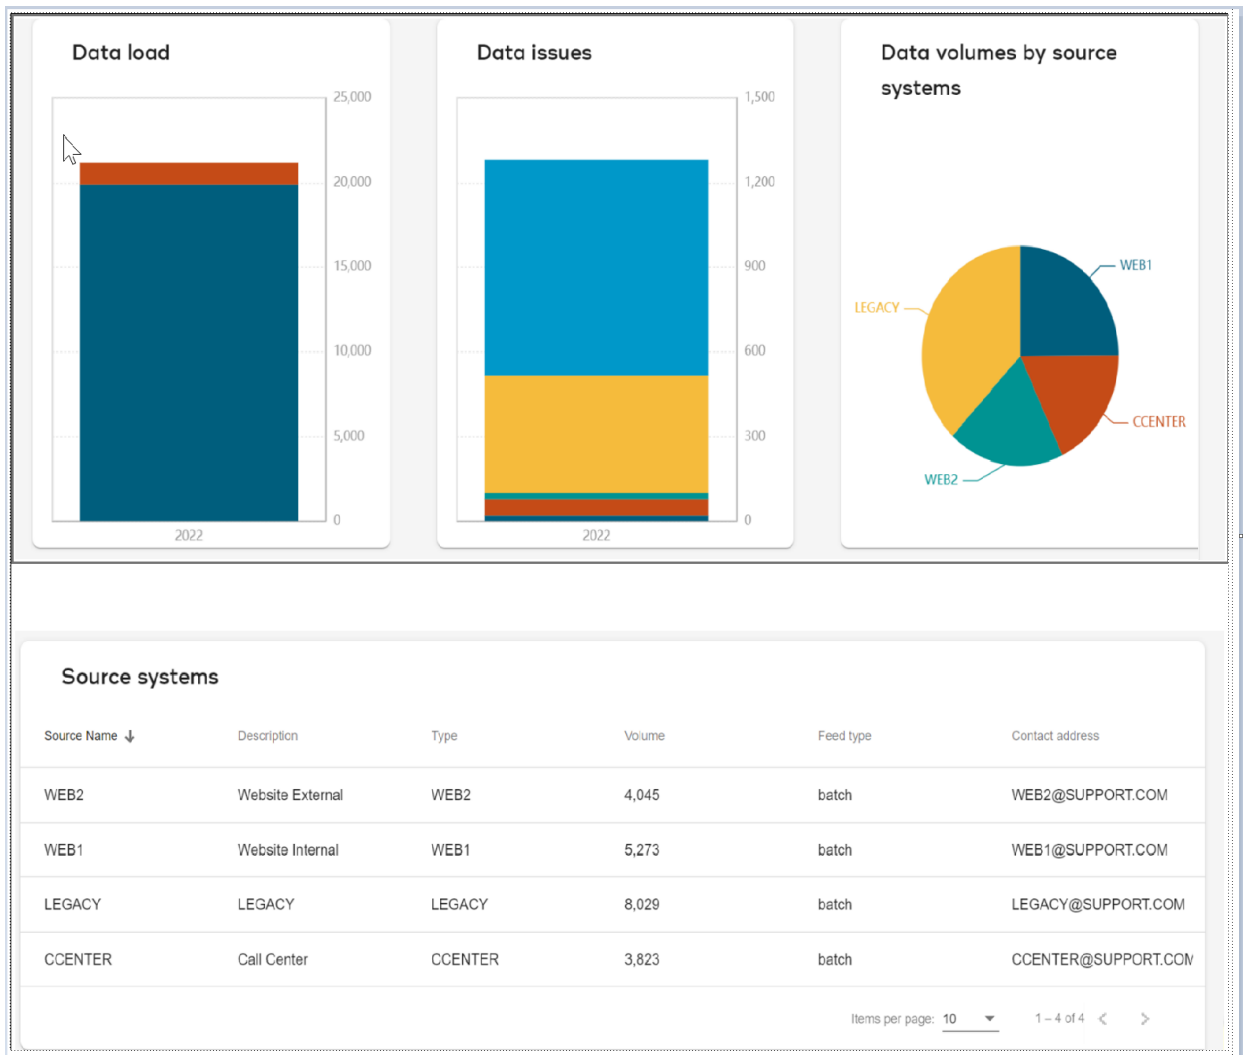 Data load
25,000
20,000
15,000
10,000
5,000
0
2022
Data issues
1,500
1,200
900
600
300
0
2022
Data volumes by source
systems
WEB1
LEGACY
CCENTER
WEB2
Source systems
Source Name Description Type Volume Feed type Contact address
WEB2 Website External WEB2 4,045 batch WEB2@SUPPORT.COM
WEB1 Website Internal WEB1 5,273 batch WEB1@SUPPORT.COM
LEGACY LEGACY LEGACY 8,029 batch LEGACY@SUPPORT.COM
CCENTER Call Center CCENTER 3,823 batch CCENTER@SUPPORT.COM
Items per page: 10 1 – 4 of 4